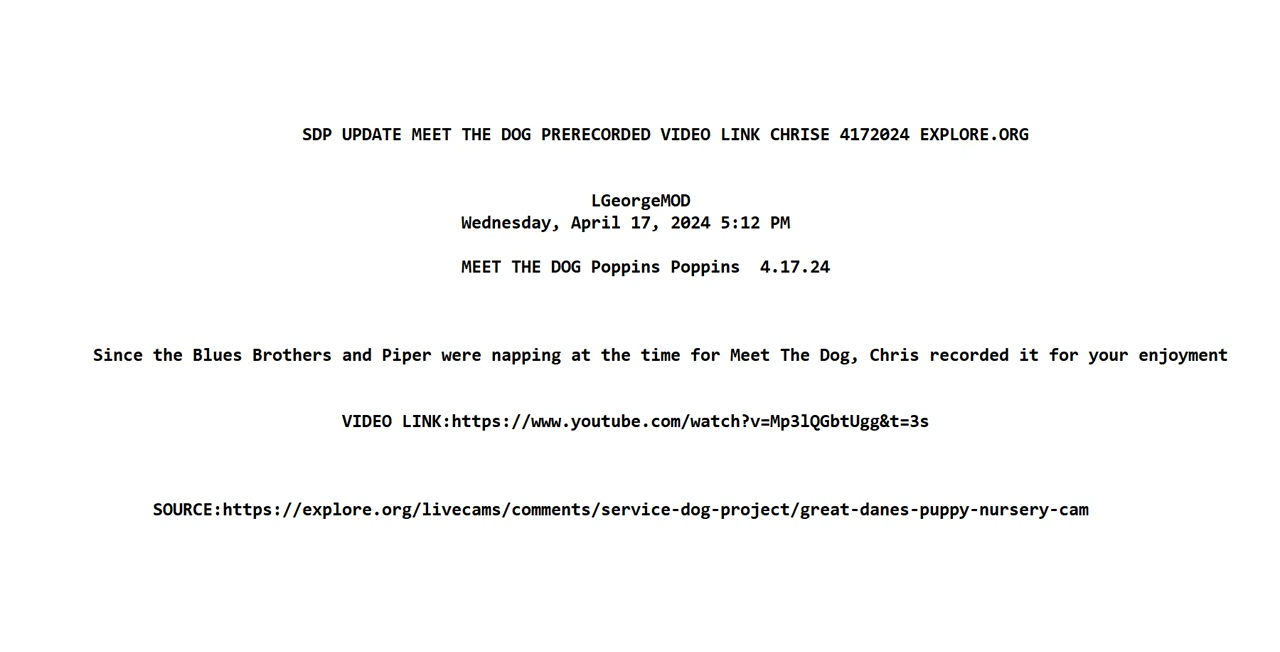 SDP UPDATE MEET THE DOG PRERECORDED VIDEO LINK CHRISE 4172024 EXPLORE.ORG
LGeorgeMOD
Wednesday, April 17, 2024 5:12 PM
MEET THE DOG Poppins Poppins  4.17.24
Since the Blues Brothers and Piper were napping at the time for Meet The Dog, Chris recorded it for your enjoyment
VIDEO LINK:https://www.youtube.com/watch?v=Mp3lQGbtUgg&t=3s
SOURCE:https://explore.org/livecams/comments/service-dog-project/great-danes-puppy-nursery-cam